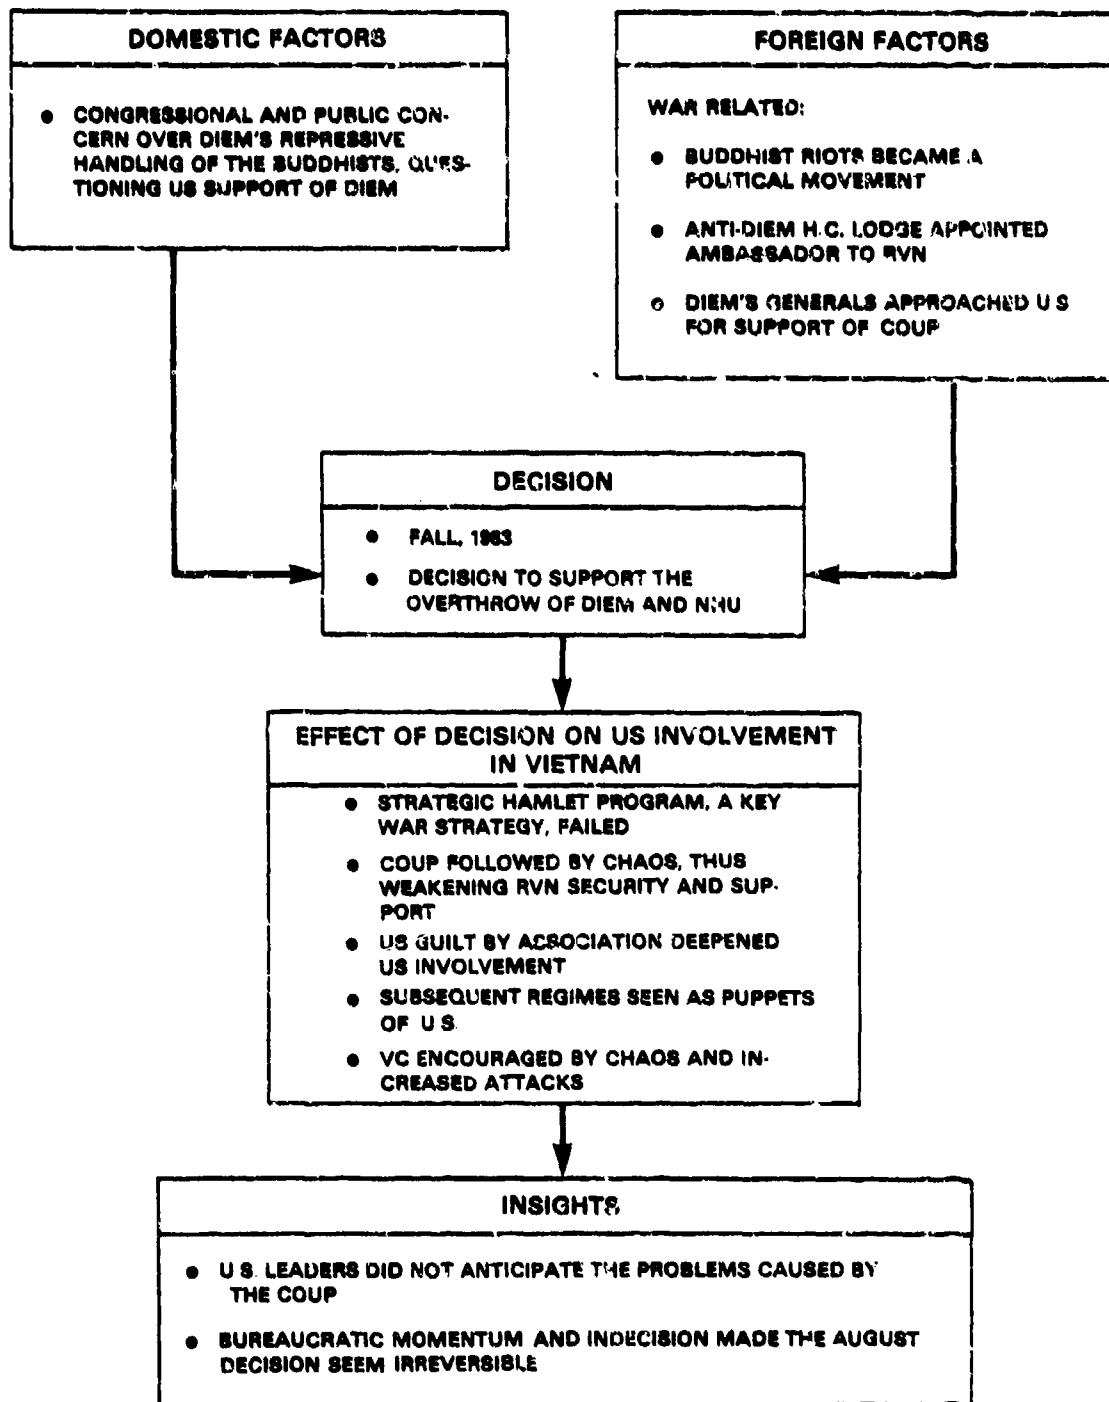 DOMESTIC FACTORS
• CONGRESSIONAL AND PUBLIC CON-
CERN OVER DIEM'S REPRESSIVE
HANDLING OF THE BUDDHISTS, QUES-
TIONING US SUPPORT OF DIEM
FOREIGN FACTORS
WAR RELATED:
• BUDDHIST RIOTS BECAME A
POLITICAL MOVEMENT
• ANTI-DIEM H.C. LODGE APPOINTED
AMBASSADOR TO RVN
• DIEM'S GENERALS APPROACHED U S
FOR SUPPORT OF COUP
DECISION
• FALL, 1963
• DECISION TO SUPPORT THE
OVERTHROW OF DIEM AND NHU
EFFECT OF DECISION ON US INVOLVEMENT
IN VIETNAM
• STRATEGIC HAMLET PROGRAM, A KEY
WAR STRATEGY, FAILED
• COUP FOLLOWED BY CHAOS, THUS
WEAKENING RVN SECURITY AND SUP-
PORT
• US GUILT BY ASSOCIATION DEEPENED
US INVOLVEMENT
• SUBSEQUENT REGIMES SEEN AS PUPPETS
OF U S.
• VC ENCOURAGED BY CHAOS AND IN-
CREASED ATTACKS
INSIGHTS
• U S. LEADERS DID NOT ANTICIPATE THE PROBLEMS CAUSED BY
THE COUP
• BUREAUCRATIC MOMENTUM AND INDECISION MADE THE AUGUST
DECISION SEEM IRREVERSIBLE